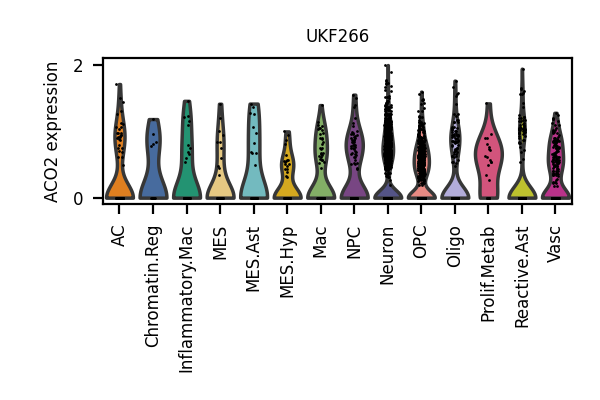 UKF266
ACO2 expression
2
0
AC
Chromatin.Reg
Inflammatory.Mac
MES
MES.Ast
MES.Hyp
Mac
NPC
Neuron
OPC
Oligo
Prolif.Metab
Reactive.Ast
Vasc